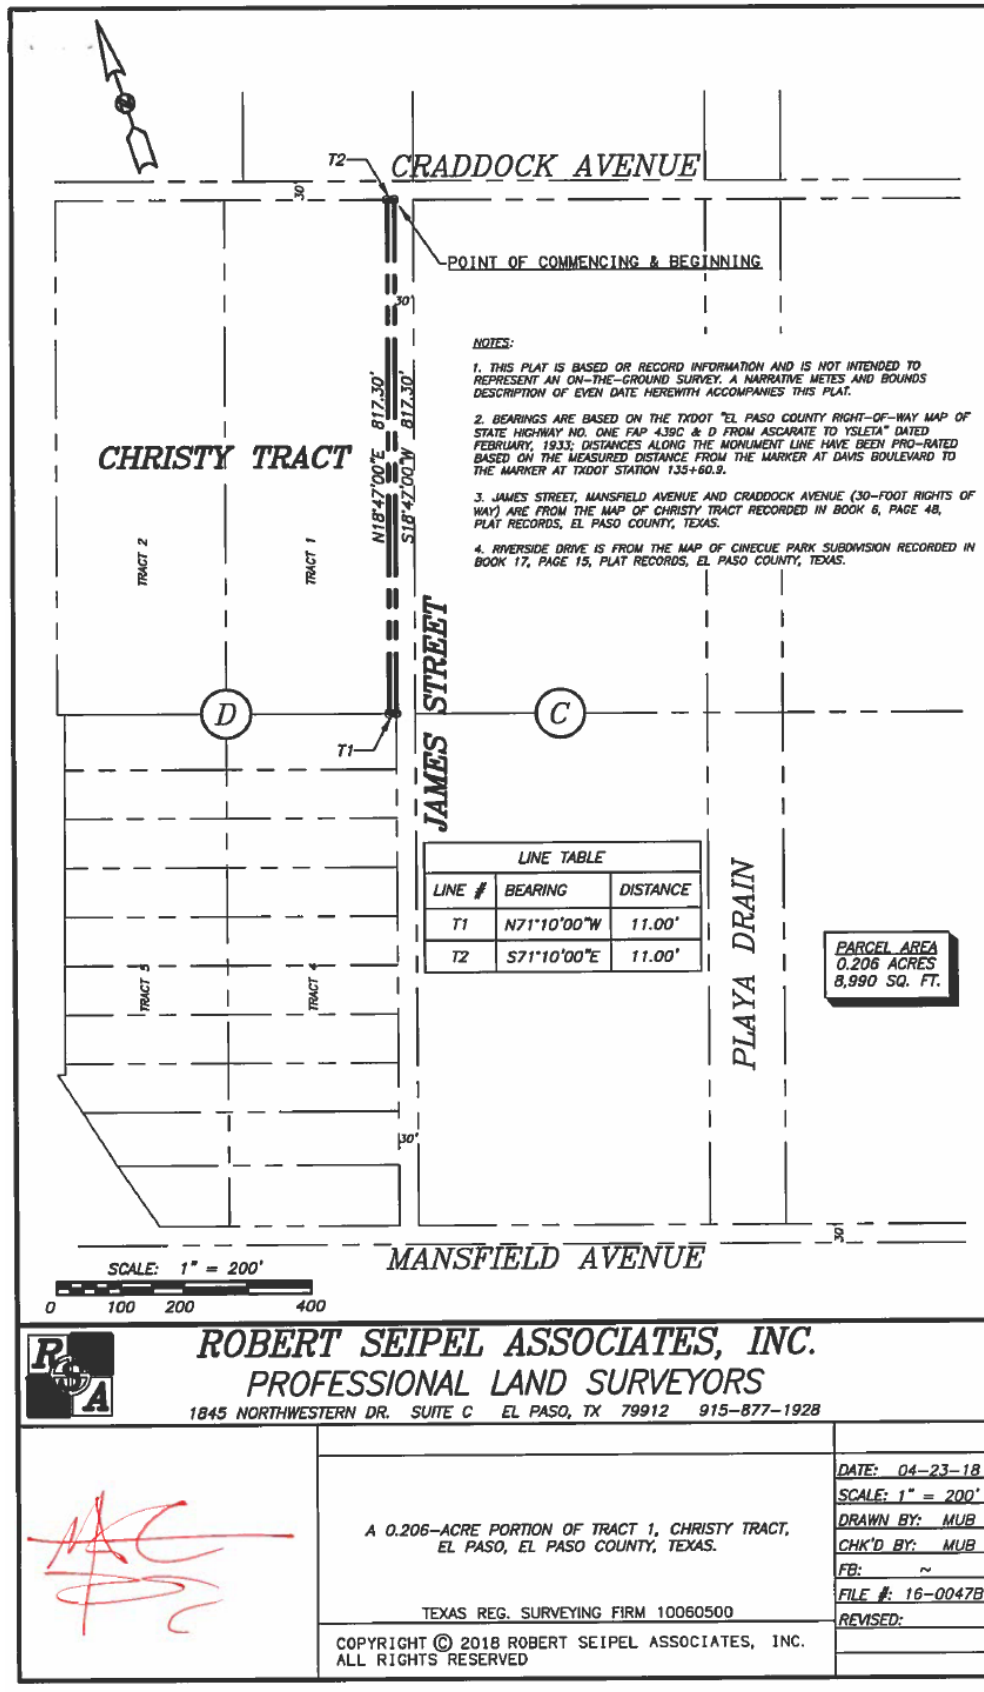 T2
CRADDOCK AVENUE
30'
POINT OF COMMENCING & BEGINNING
30'
NOTES:
1. THIS PLAT IS BASED OR RECORD INFORMATION AND IS NOT INTENDED TO
REPRESENT AN ON-THE-GROUND SURVEY. A NARRATIVE METES AND BOUNDS
DESCRIPTION OF EVEN DATE HEREWITH ACCOMPANIES THIS PLAT.
2. BEARINGS ARE BASED ON THE TXDOT "EL PASO COUNTY RIGHT-OF-WAY MAP OF
STATE HIGHWAY NO. ONE FAP 439C & D FROM ASCARATE TO YSLETA" DATED
FEBRUARY, 1933; DISTANCES ALONG THE MONUMENT LINE HAVE BEEN PRO-RATED
BASED ON THE MEASURED DISTANCE FROM THE MARKER AT DAVIS BOULEVARD TO
THE MARKER AT TXDOT STATION 135+60.9.
3. JAMES STREET, MANSFIELD AVENUE AND CRADDOCK AVENUE (30-FOOT RIGHTS OF
WAY) ARE FROM THE MAP OF CHRISTY TRACT RECORDED IN BOOK 6, PAGE 48,
PLAT RECORDS, EL PASO COUNTY, TEXAS.
4. RIVERSIDE DRIVE IS FROM THE MAP OF CINECUE PARK SUBDIVISION RECORDED IN
BOOK 17, PAGE 15, PLAT RECORDS, EL PASO COUNTY, TEXAS.
N18°47'00"E 817.30'
S18°47'00"W 817.30'
CHRISTY TRACT
TRACT 2
TRACT 1
JAMES STREET
D
C
T1
LINE TABLE
LINE # BEARING DISTANCE
T1 N71°10'00"W 11.00'
T2 S71°10'00"E 11.00'
PLAYA DRAIN
PARCEL AREA
0.206 ACRES
8,990 SQ. FT.
TRACT 5
TRACT 4
30'
30'
MANSFIELD AVENUE
SCALE: 1" = 200'
0 100 200 400
RSA
ROBERT SEIPEL ASSOCIATES, INC.
PROFESSIONAL LAND SURVEYORS
1845 NORTHWESTERN DR. SUITE C EL PASO, TX 79912 915-877-1928
A 0.206-ACRE PORTION OF TRACT 1, CHRISTY TRACT,
EL PASO, EL PASO COUNTY, TEXAS.
TEXAS REG. SURVEYING FIRM 10060500
COPYRIGHT © 2018 ROBERT SEIPEL ASSOCIATES, INC.
ALL RIGHTS RESERVED
DATE: 04-23-18
SCALE: 1" = 200'
DRAWN BY: MUB
CHK'D BY: MUB
FB: ~
FILE #: 16-0047B
REVISED: